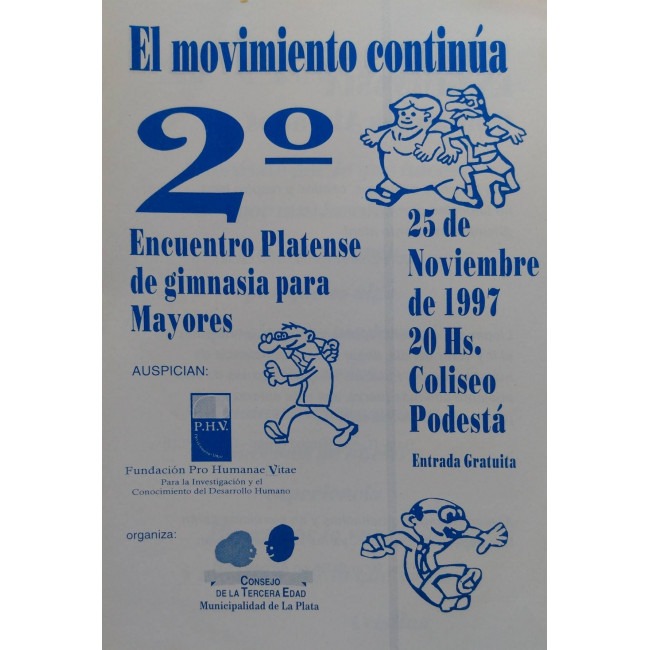 El movimiento continúa
2º
Encuentro Platense
de gimnasia para
Mayores
25 de
Noviembre
de 1997
20 Hs.
Coliseo
Podestá
Entrada Gratuita
AUSPICIAN:
P.H.V.
Fundación Pro Humanae Vitae
Para la Investigación y el
Conocimiento del Desarrollo Humano
organiza:
CONSEJO
DE LA TERCERA EDAD
Municipalidad de La Plata